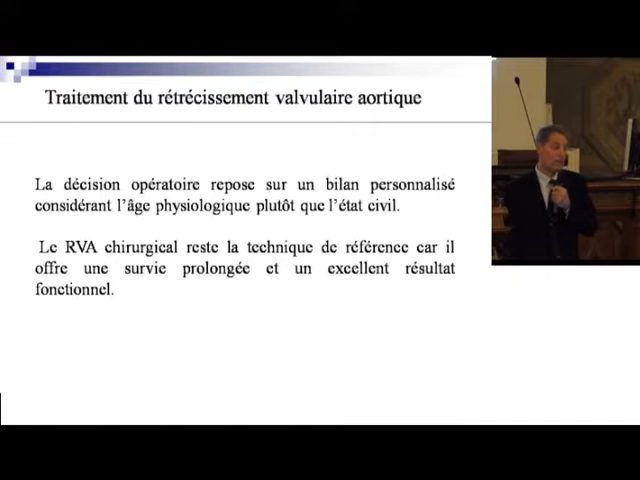 Traitement du rétrécissement valvulaire aortique
La décision opératoire repose sur un bilan personnalisé
considérant l'âge physiologique plutôt que l'état civil.
Le RVA chirurgical reste la technique de référence car il
offre une survie prolongée et un excellent résultat
fonctionnel.